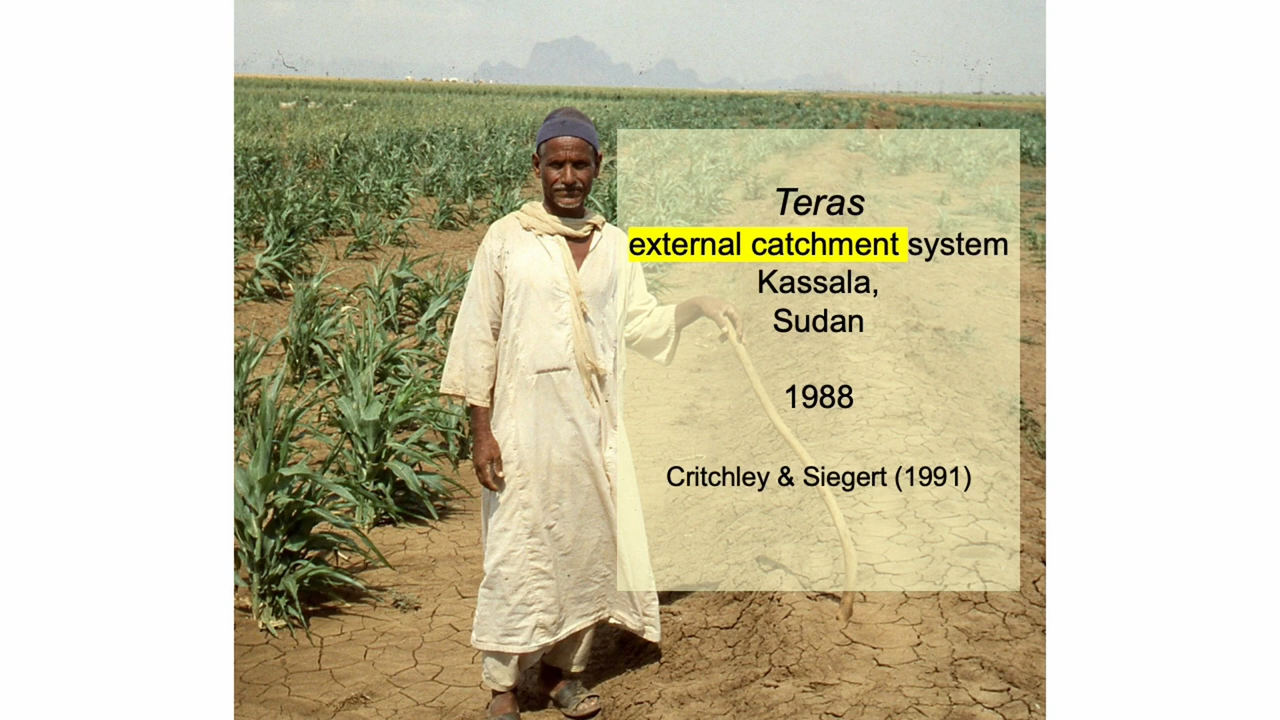 Teras
external catchment system
Kassala,
Sudan
1988
Critchley & Siegert (1991)